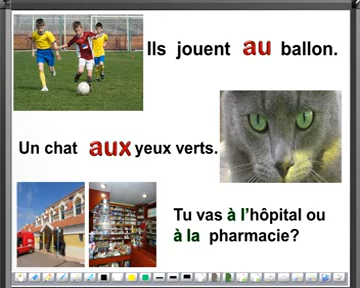 Ils jouent au ballon.
Un chat aux yeux verts.
Tu vas à l'hôpital ou
à la pharmacie?